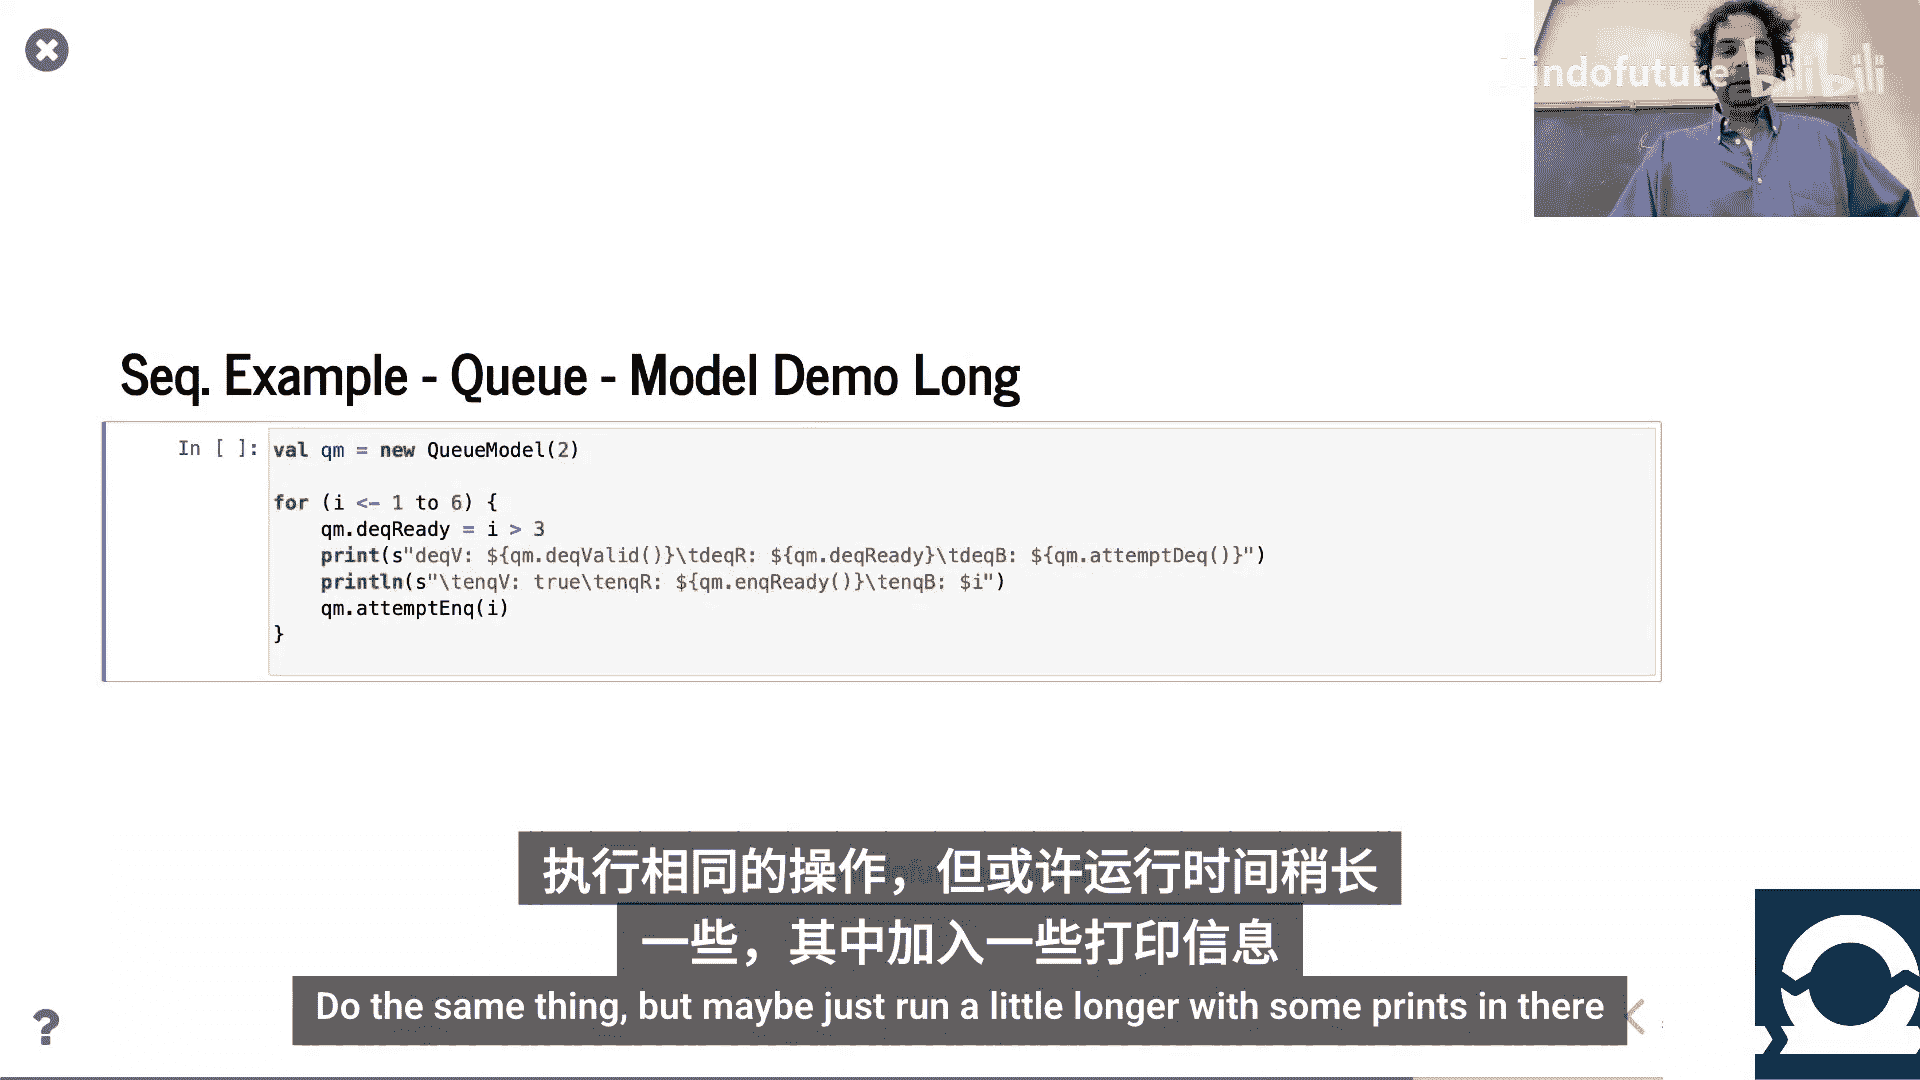 indofuture bilibili
Seq. Example - Queue - Model Demo Long
In [ ]:
val qm = new QueueModel(2)
for (i <- 1 to 6) {
    qm.deqReady = i > 3
    print(s"deqV: ${qm.deqValid()}\tdeqR: ${qm.deqReady}\tdeqB: ${qm.attemptDeq()}")
    println(s"\tenqV: true\tenqR: ${qm.enqReady()}\tenqB: $i")
    qm.attemptEnq(i)
}
执行相同的操作，但或许运行时间稍长
一些，其中加入一些打印信息
Do the same thing, but maybe just run a little longer with some prints in there
?